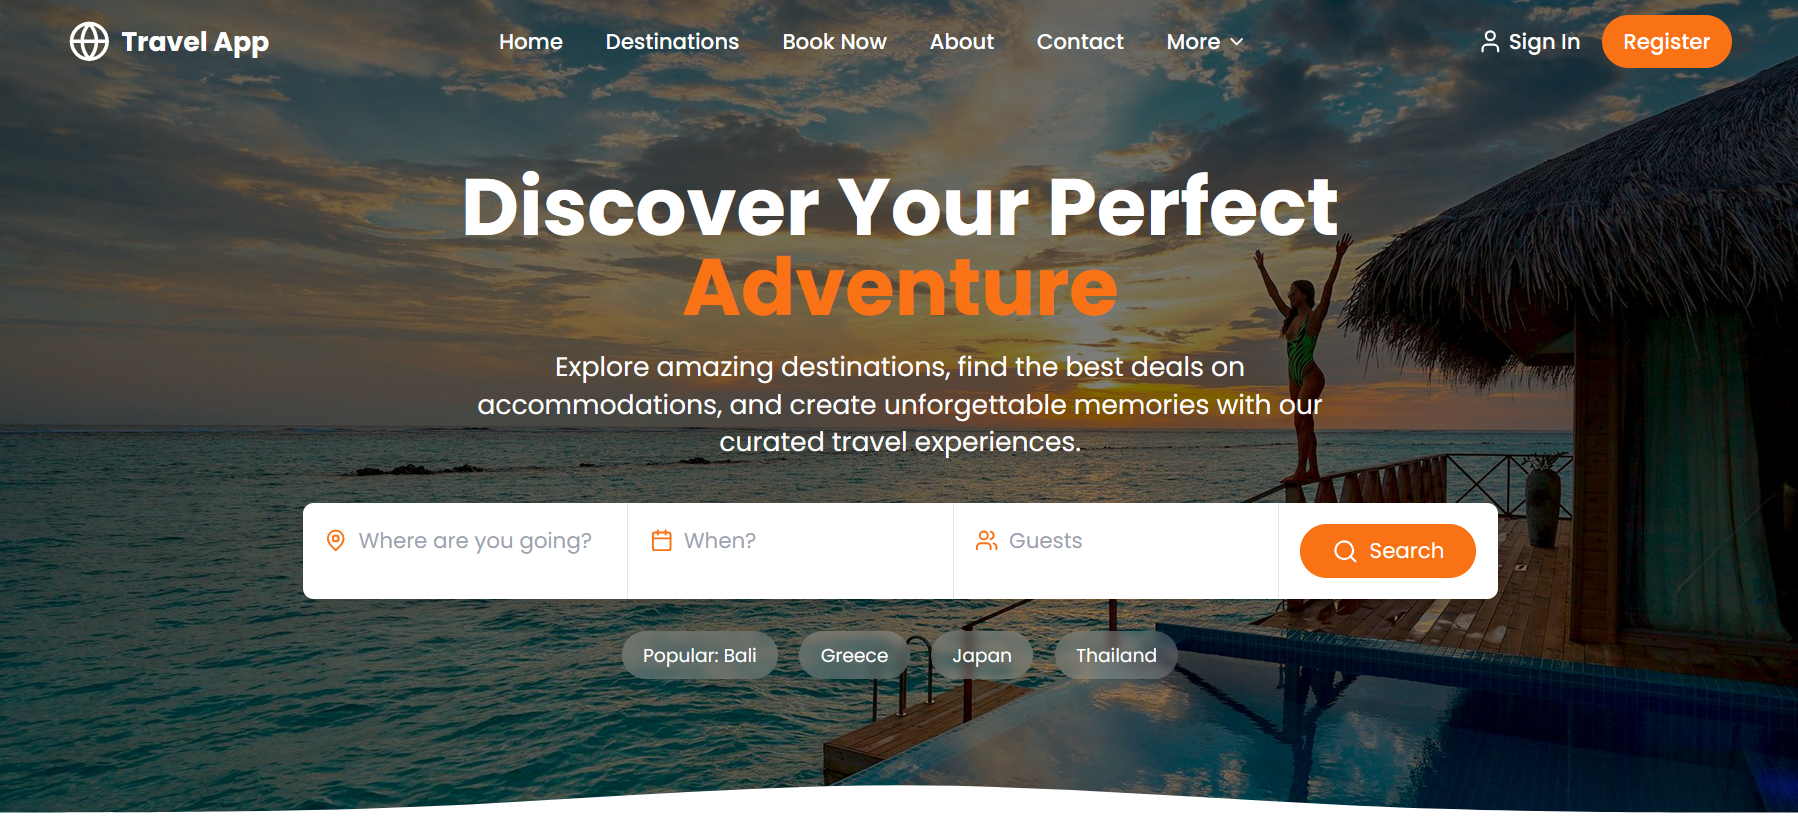 Travel App
Home
Destinations
Book Now
About
Contact
More
Sign In
Register
Discover Your Perfect
Adventure
Explore amazing destinations, find the best deals on
accommodations, and create unforgettable memories with our
curated travel experiences.
Where are you going?
When?
Guests
Search
Popular: Bali
Greece
Japan
Thailand